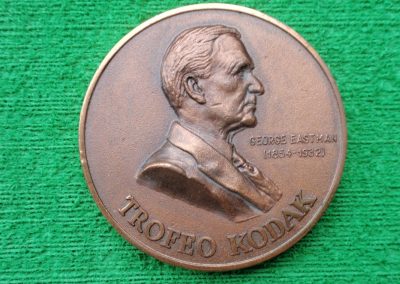 GEORGE EASTMAN
(1854-1932)
TROFEO KODAK